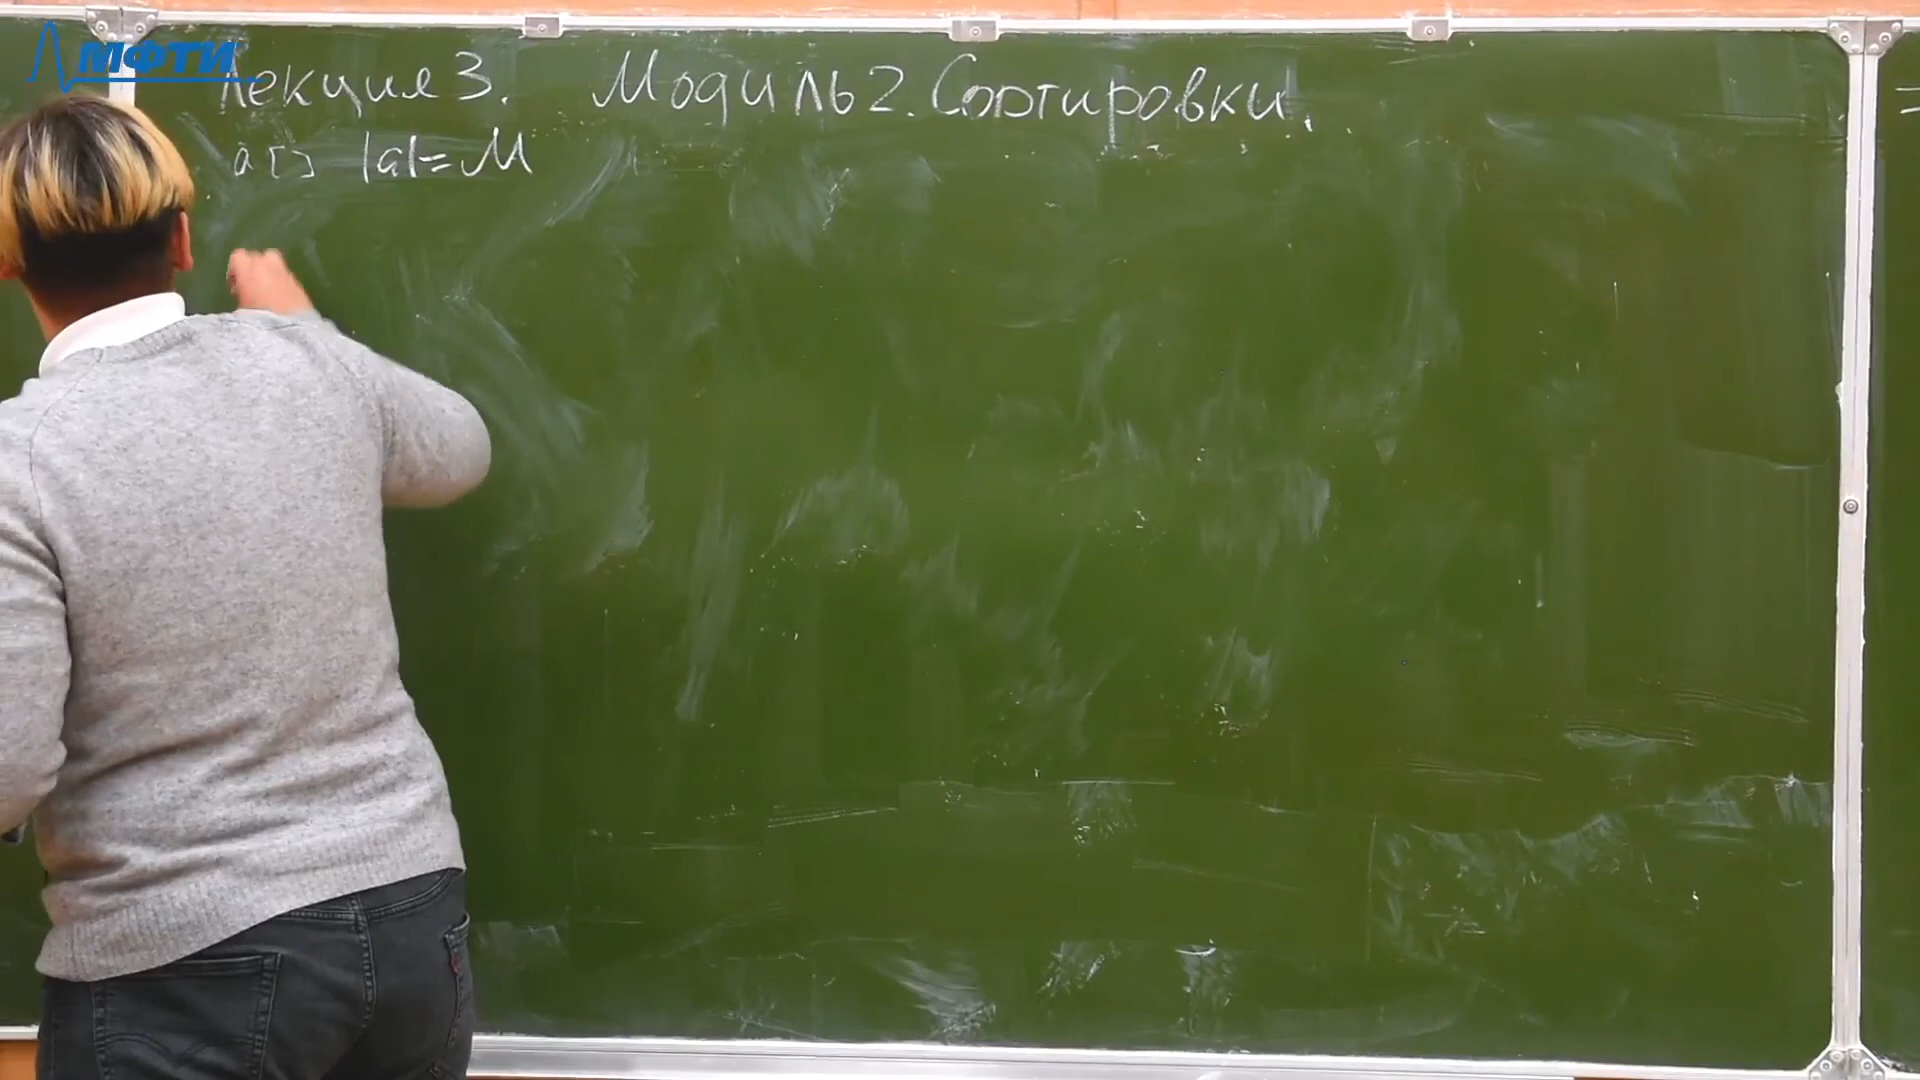 МФТИ
Лекция 3. Модуль 2. Сортировки.
a[] |a|=M